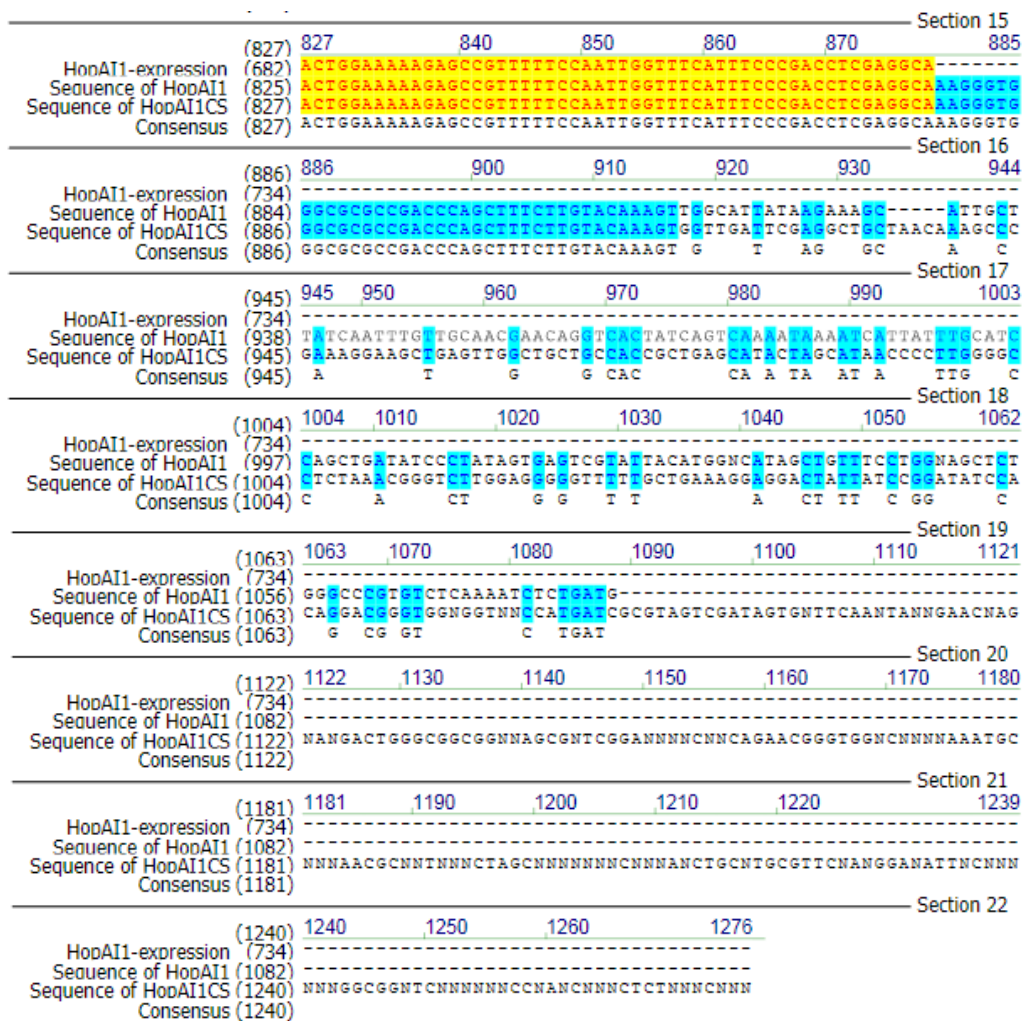 Section 15
(827) 827 840 850 860 870 885
HopAI1-expression (682) ACTGGAAAAAGAGCCGTTTTTCCAATTGGTTTCATTTCCCGACCTCGAGGCA-------
Sequence of HopAI1 (825) ACTGGAAAAAGAGCCGTTTTTCCAATTGGTTTCATTTCCCGACCTCGAGGCAAAGGGTG
Sequence of HopAI1CS (827) ACTGGAAAAAGAGCCGTTTTTCCAATTGGTTTCATTTCCCGACCTCGAGGCAAAGGGTG
Consensus (827) ACTGGAAAAAGAGCCGTTTTTCCAATTGGTTTCATTTCCCGACCTCGAGGCAAAGGGTG
Section 16
(886) 886 900 910 920 930 944
HopAI1-expression (734) -----------------------------------------------------------
Sequence of HopAI1 (884) GGCGCGCCGACCCAGCTTTCTTGTACAAAGTTGGCATTATAAGAAAGC-----ATTGCT
Sequence of HopAI1CS (886) GGCGCGCCGACCCAGCTTTCTTGTACAAAGTGGTTGATTCGAGGCTGCTAACAAAGCCC
Consensus (886) GGCGCGCCGACCCAGCTTTCTTGTACAAAGT G    T  AG  GC      A   C
Section 17
(945) 945 950 960 970 980 990 1003
HopAI1-expression (734) -----------------------------------------------------------
Sequence of HopAI1 (938) TATCAATTTGTTGCAACGAACAGGTCACTATCAGTCAAAATAAAATCATTATTTGCATC
Sequence of HopAI1CS (945) GAAAGGAAGCTGAGTTGGCTGCTGCCACCGCTGAGCATACTAGCATAACCCCTTGGGGC
Consensus (945)  A        T      G     G CAC       CA A TA  AT A    TTG   C
Section 18
(1004) 1004 1010 1020 1030 1040 1050 1062
HopAI1-expression (734) -----------------------------------------------------------
Sequence of HopAI1 (997) CAGCTGATATCCCCTATAGTGAGTCGTATTACATGGNCATAGCTGTTTCCTGGNAGCTCT
Sequence of HopAI1CS (1004) CTCTAAACGGGTCTTGGAGGGGTTTTTTGCTGAAAGGAGGACTATTATCCGGATATCCA
Consensus (1004) C     A     CT    G  G   T T         A   CT TT  C GG     C
Section 19
(1063) 1063 1070 1080 1090 1100 1110 1121
HopAI1-expression (734) -----------------------------------------------------------
Sequence of HopAI1 (1056) GGGCCCGTGTCTCAAAATCTCTGATG---------------------------------
Sequence of HopAI1CS (1063) CAGGACGGGTGGNGGTNNCCATGATCGCGTAGTCGATAGTGNTTCAANTANNGAACNAG
Consensus (1063)   G  CG GT        C  TGAT
Section 20
(1122) 1122 1130 1140 1150 1160 1170 1180
HopAI1-expression (734) -----------------------------------------------------------
Sequence of HopAI1 (1082) -----------------------------------------------------------
Sequence of HopAI1CS (1122) NANGACTGGGCGGCGGNNAGCGNTCGGANNNNCNNCAGAACGGGTGGNCNNNNAAATGC
Consensus (1122)
Section 21
(1181) 1181 1190 1200 1210 1220 1239
HopAI1-expression (734) -----------------------------------------------------------
Sequence of HopAI1 (1082) -----------------------------------------------------------
Sequence of HopAI1CS (1181) NNNAACGCNNTNNNCTAGCNNNNNNNCNNNANCTGCNTGCGTTCNANGGANATTNCNNN
Consensus (1181)
Section 22
(1240) 1240 1250 1260 1276
HopAI1-expression (734) -------------------------------------
Sequence of HopAI1 (1082) -------------------------------------
Sequence of HopAI1CS (1240) NNNGGCGGNTCNNNNNNCCNANCNNNCTCTNNNCNNN
Consensus (1240)